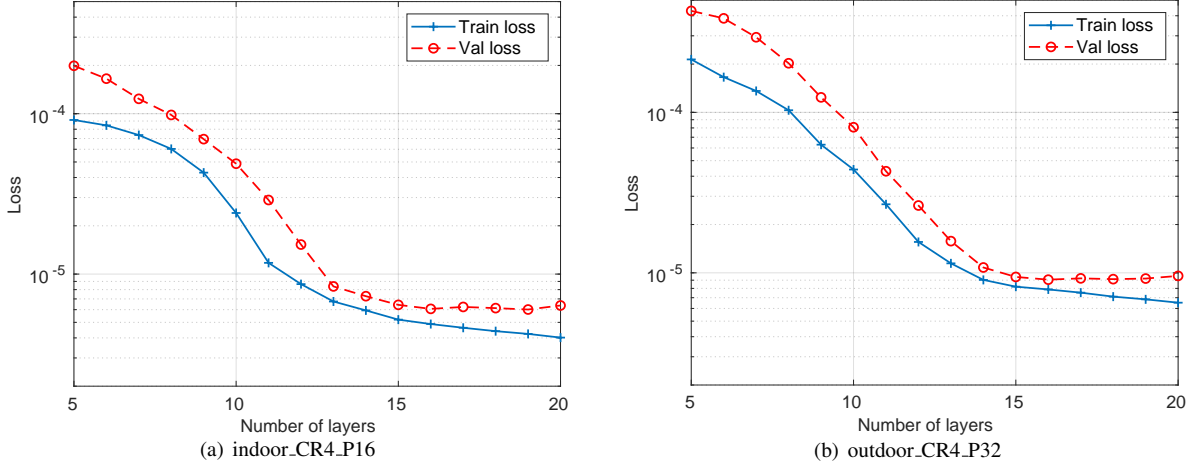 Train loss
Val loss
10^-4
10^-5
Loss
5
10
15
20
Number of layers
(a) indoor_CR4_P16
Train loss
Val loss
10^-4
10^-5
Loss
5
10
15
20
Number of layers
(b) outdoor_CR4_P32